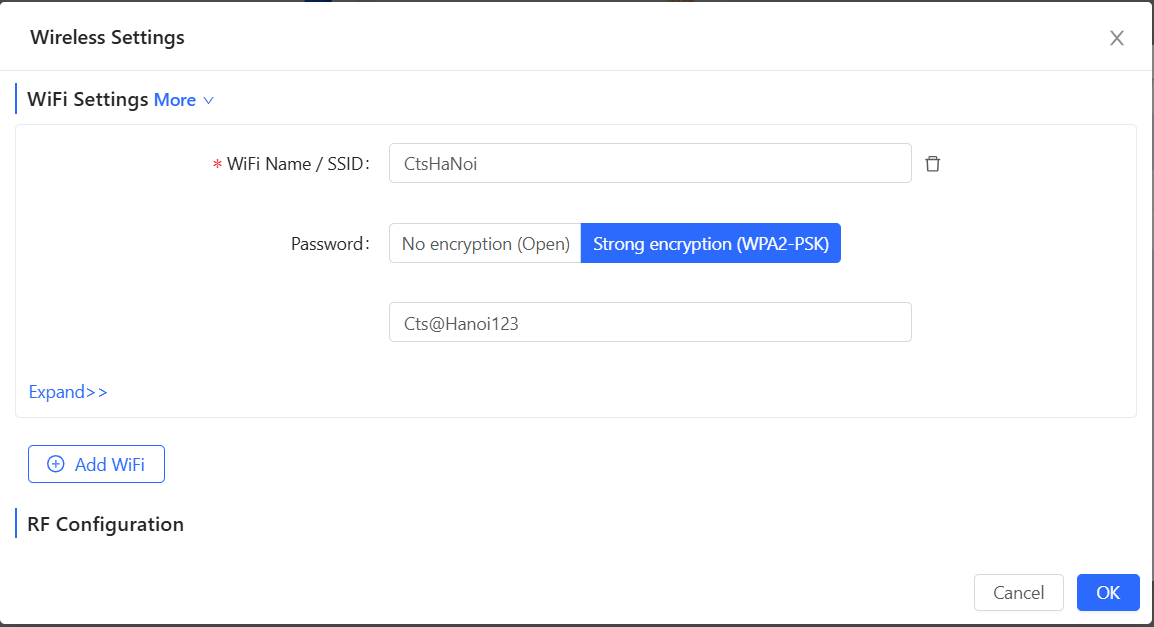 Wireless Settings
WiFi Settings More
* WiFi Name / SSID: CtsHaNoi
Password: No encryption (Open) Strong encryption (WPA2-PSK)
Cts@Hanoi123
Expand>>
Add WiFi
RF Configuration
Cancel OK